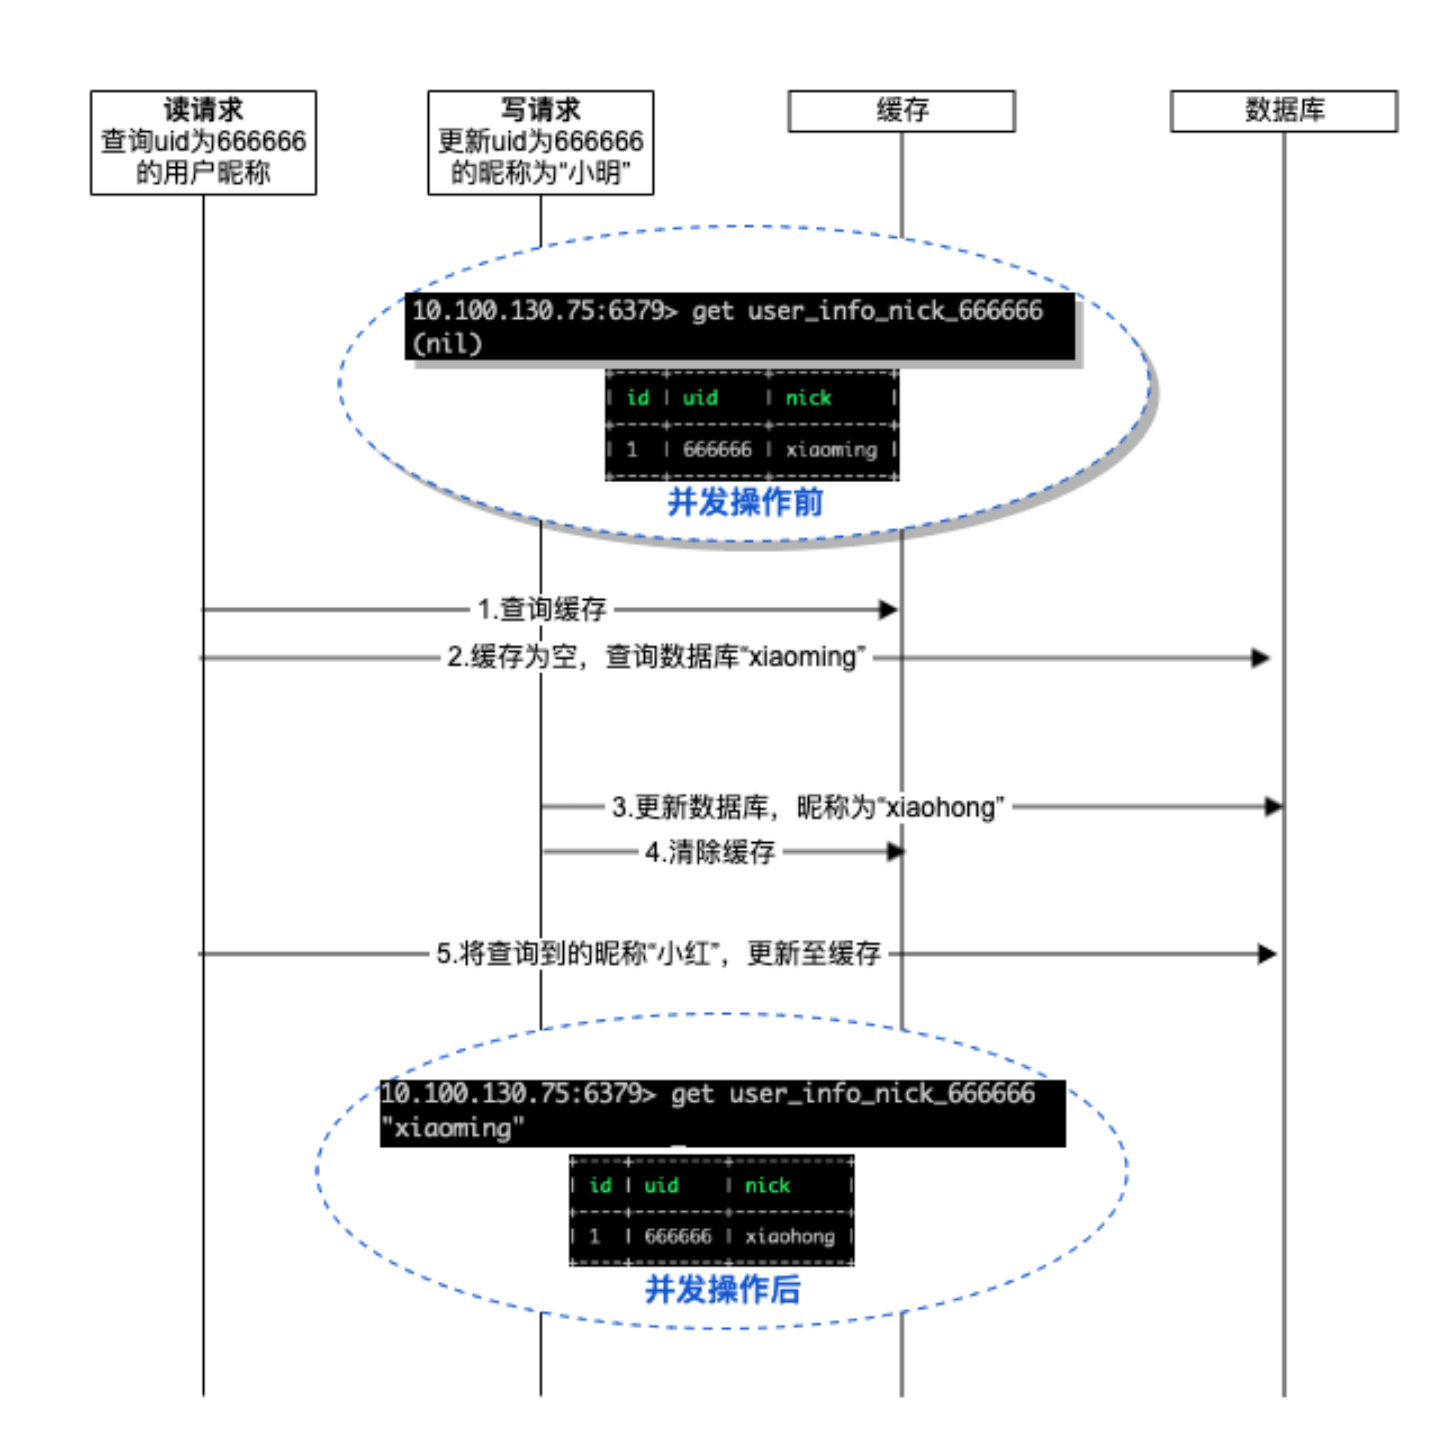 读请求
查询uid为666666
的用户昵称
写请求
更新uid为666666
的昵称为“小明”
缓存
数据库
10.100.130.75:6379> get user_info_nick_666666
(nil)
id uid nick
1 666666 xiaoming
并发操作前
1.查询缓存
2.缓存为空，查询数据库“xiaoming”
3.更新数据库，昵称为“xiaohong”
4.清除缓存
5.将查询到的昵称“小红”，更新至缓存
10.100.130.75:6379> get user_info_nick_666666
"xiaoming"
id uid nick
1 666666 xiaohong
并发操作后